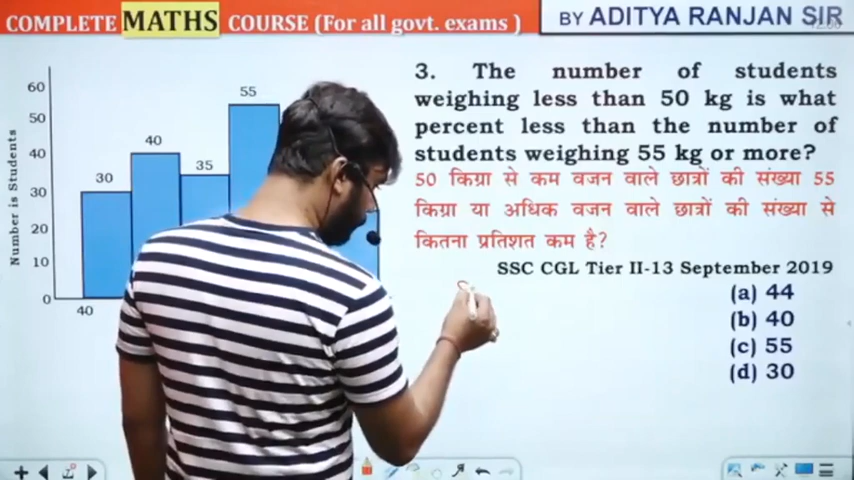 COMPLETE MATHS COURSE (For all govt. exams )
BY ADITYA RANJAN SIR
3. The number of students
weighing less than 50 kg is what
percent less than the number of
students weighing 55 kg or more?
50 किग्रा से कम वजन वाले छात्रों की संख्या 55
किग्रा या अधिक वजन वाले छात्रों की संख्या से
कितना प्रतिशत कम है?
SSC CGL Tier II-13 September 2019
(a) 44
(b) 40
(c) 55
(d) 30
Number is Students
60
50
40
30
20
10
0
30
40
35
55
40